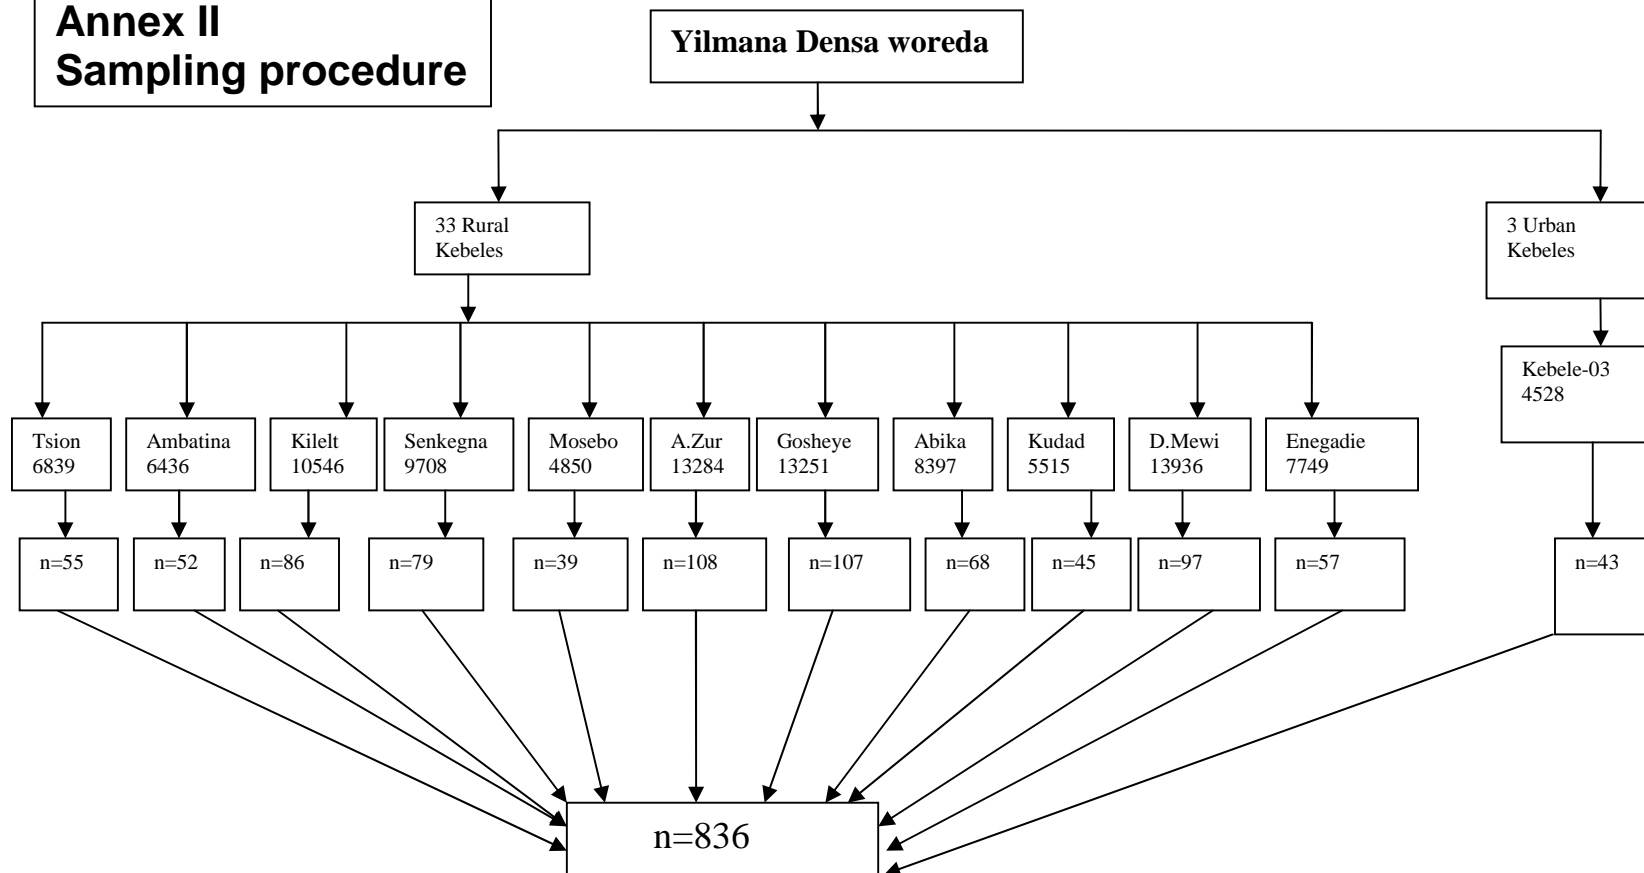 Annex II
Sampling procedure
Yilmana Densa woreda
33 Rural
Kebeles
3 Urban
Kebeles
Kebele-03
4528
Tsion
6839
Ambatina
6436
Kilelt
10546
Senkegna
9708
Mosebo
4850
A.Zur
13284
Gosheye
13251
Abika
8397
Kudad
5515
D.Mewi
13936
Enegadie
7749
n=55
n=52
n=86
n=79
n=39
n=108
n=107
n=68
n=45
n=97
n=57
n=43
n=836